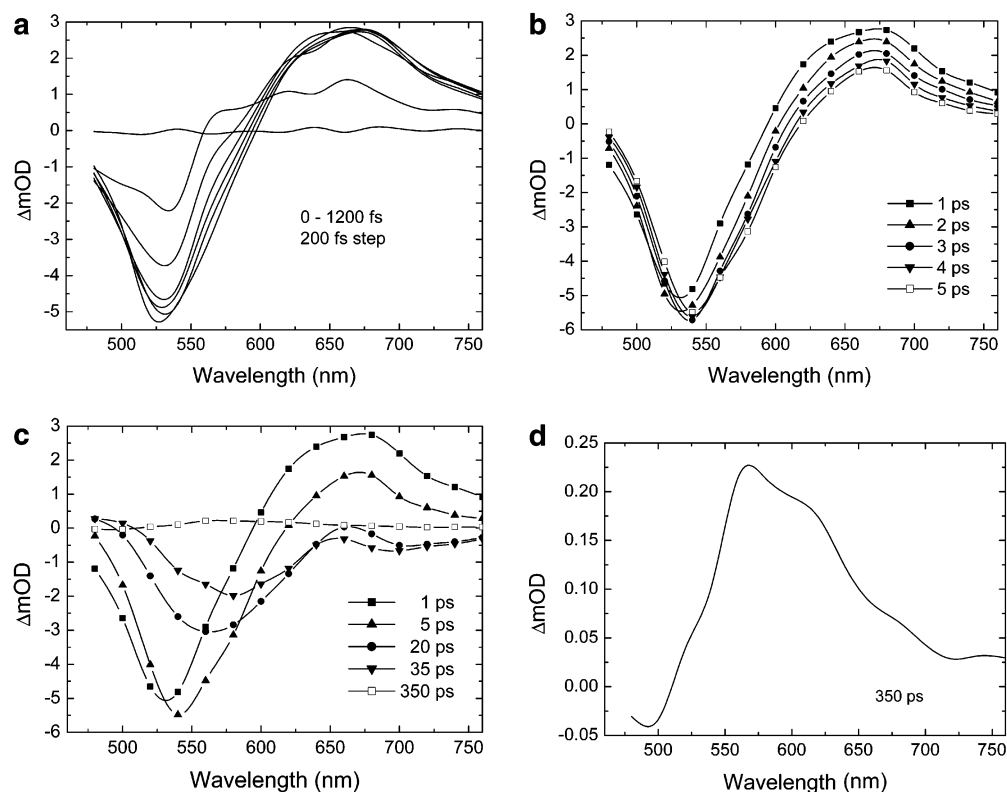 a
3
2
1
0
-1
-2
-3
-4
-5
ΔmOD
0 - 1200 fs
200 fs step
500 550 600 650 700 750
Wavelength (nm)
b
3
2
1
0
-1
-2
-3
-4
-5
-6
ΔmOD
1 ps
2 ps
3 ps
4 ps
5 ps
500 550 600 650 700 750
Wavelength (nm)
c
3
2
1
0
-1
-2
-3
-4
-5
-6
ΔmOD
1 ps
5 ps
20 ps
35 ps
350 ps
500 550 600 650 700 750
Wavelength (nm)
d
0.25
0.20
0.15
0.10
0.05
0.00
-0.05
ΔmOD
350 ps
500 550 600 650 700 750
Wavelength (nm)